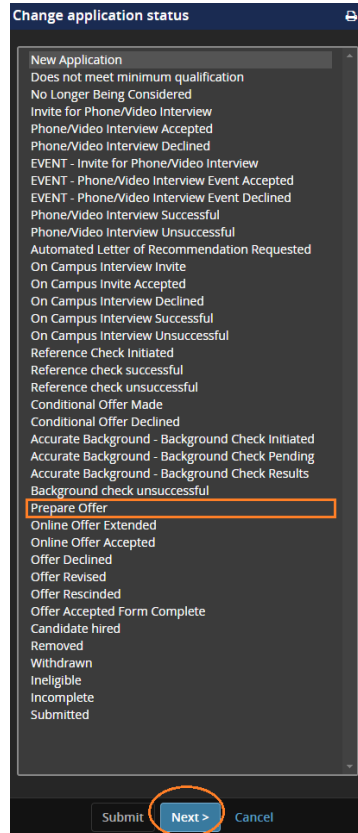 Change application status
New Application
Does not meet minimum qualification
No Longer Being Considered
Invite for Phone/Video Interview
Phone/Video Interview Accepted
Phone/Video Interview Declined
EVENT - Invite for Phone/Video Interview
EVENT - Phone/Video Interview Event Accepted
EVENT - Phone/Video Interview Event Declined
Phone/Video Interview Successful
Phone/Video Interview Unsuccessful
Automated Letter of Recommendation Requested
On Campus Interview Invite
On Campus Invite Accepted
On Campus Interview Declined
On Campus Interview Successful
On Campus Interview Unsuccessful
Reference Check Initiated
Reference check successful
Reference check unsuccessful
Conditional Offer Made
Conditional Offer Declined
Accurate Background - Background Check Initiated
Accurate Background - Background Check Pending
Accurate Background - Background Check Results
Background check unsuccessful
Prepare Offer
Online Offer Extended
Online Offer Accepted
Offer Declined
Offer Revised
Offer Rescinded
Offer Accepted Form Complete
Candidate hired
Removed
Withdrawn
Ineligible
Incomplete
Submitted
Submit Next > Cancel